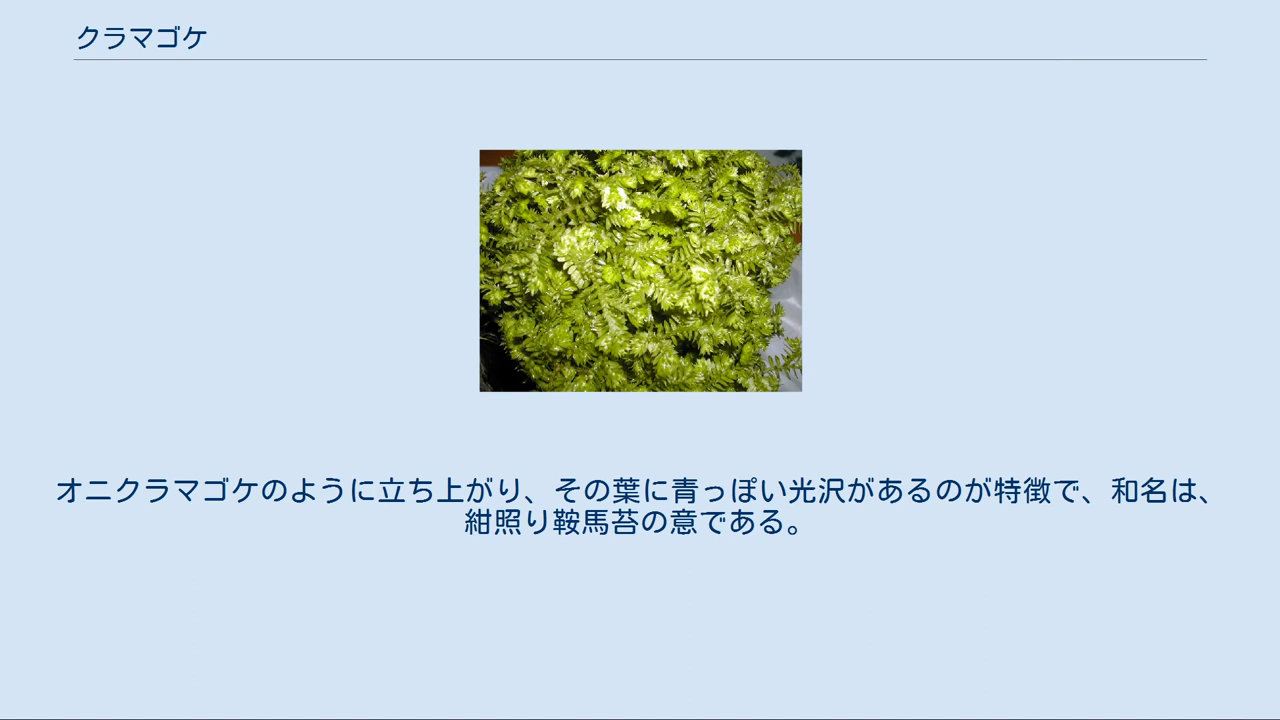 クラマゴケ
オニクラマゴケのように立ち上がり、その葉に青っぽい光沢があるのが特徴で、和名は、
紺照り鞍馬苔の意である。